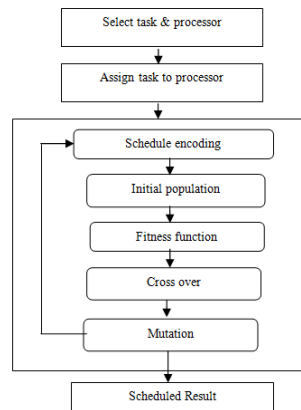 Select task & processor
Assign task to processor
Schedule encoding
Initial population
Fitness function
Cross over
Mutation
Scheduled Result